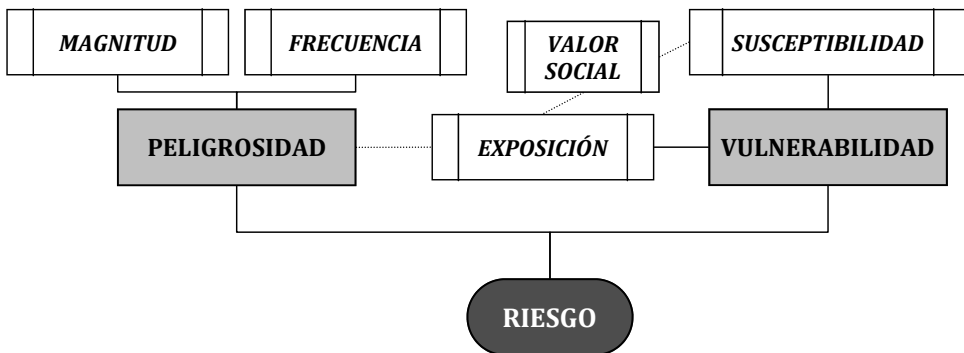 MAGNITUD
FRECUENCIA
VALOR
SOCIAL
SUSCEPTIBILIDAD
PELIGROSIDAD
EXPOSICIÓN
VULNERABILIDAD
RIESGO